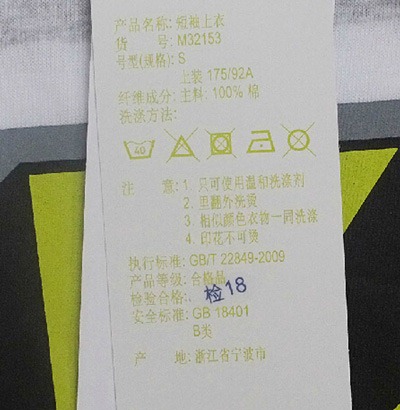 产品名称: 短袖上衣
货 号: M32153
号型(规格): S
上装 175/92A
纤维成分: 主料: 100% 棉
洗涤方法:
40
注 意: 1. 只可使用温和洗涤剂
2. 里翻外洗烫
3. 相似颜色衣物一同洗涤
4. 印花不可烫
执行标准: GB/T 22849-2009
产品等级: 合格品
检验合格: 检18
安全标准: GB 18401
B类
产 地: 浙江省宁波市